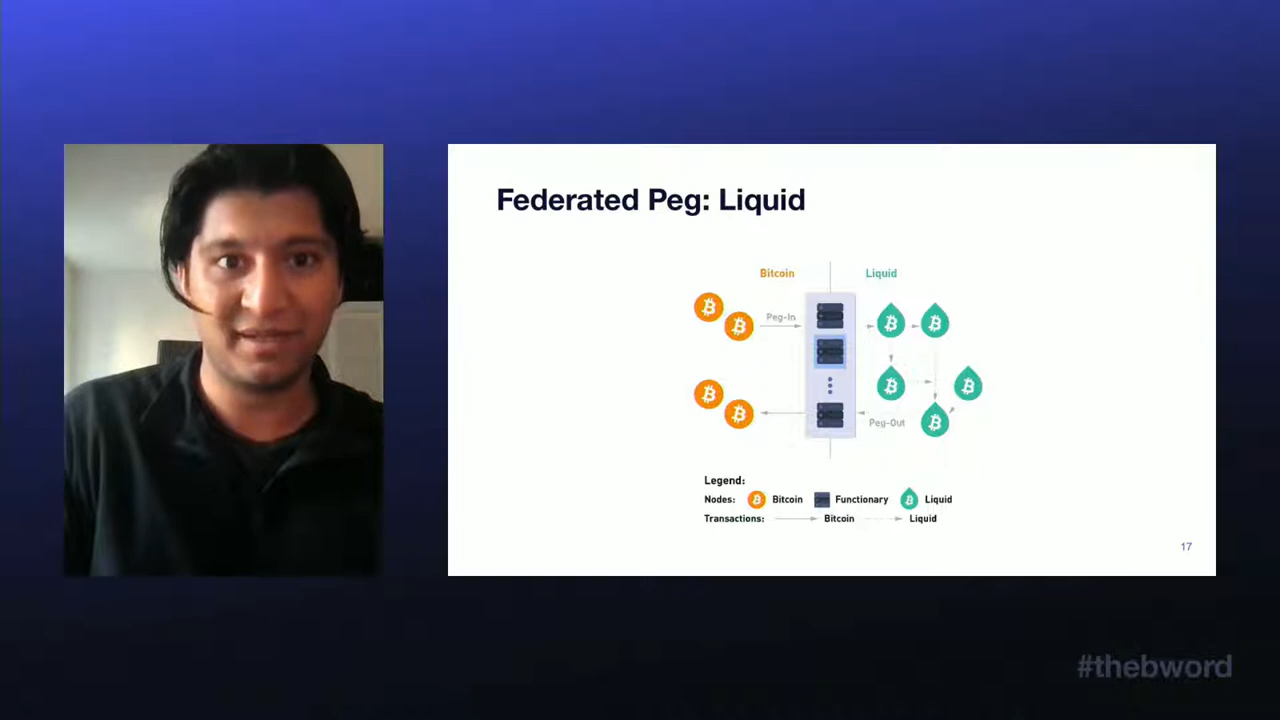 Federated Peg: Liquid
Bitcoin Liquid
Peg-In
Peg-Out
Legend:
Nodes: Bitcoin Functionary Liquid
Transactions: Bitcoin Liquid
17
#thebword